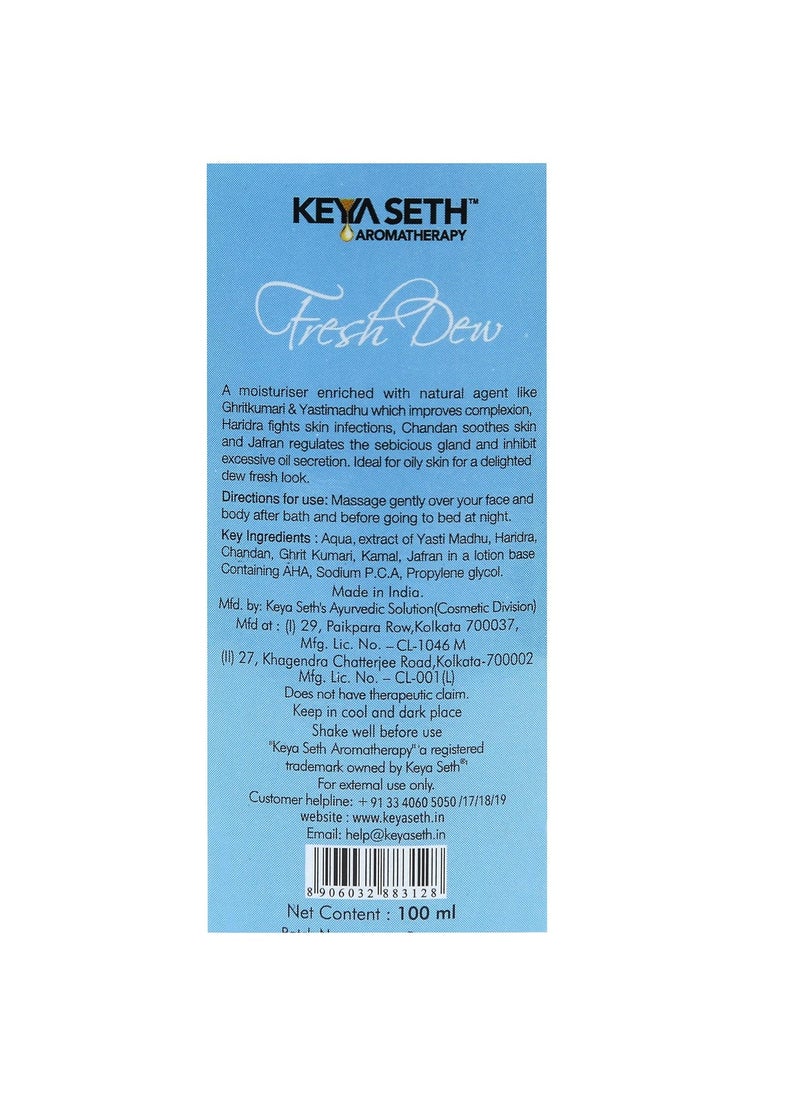 KEYA SETH™
AROMATHERAPY
Fresh Dew
A moisturiser enriched with natural agent like
Ghritkumari & Yastimadhu which improves complexion,
Haridra fights skin infections, Chandan soothes skin
and Jafran regulates the sebicious gland and inhibit
excessive oil secretion. Ideal for oily skin for a delighted
dew fresh look.
Directions for use: Massage gently over your face and
body after bath and before going to bed at night.
Key Ingredients : Aqua, extract of Yasti Madhu, Haridra,
Chandan, Ghrit Kumari, Kamal, Jafran in a lotion base
Containing AHA, Sodium P.C.A, Propylene glycol.
Made in India.
Mfd. by: Keya Seth's Ayurvedic Solution(Cosmetic Division)
Mfd at : (I) 29, Paikpara Row,Kolkata 700037,
Mfg. Lic. No. – CL-1046 M
(II) 27, Khagendra Chatterjee Road,Kolkata-700002
Mfg. Lic. No. – CL-001(L)
Does not have therapeutic claim.
Keep in cool and dark place
Shake well before use
"Keya Seth Aromatherapy" 'a registered
trademark owned by Keya Seth®'
For external use only.
Customer helpline: + 91 33 4060 5050 /17/18/19
website : www.keyaseth.in
Email: help@keyaseth.in
8 906032 883128
Net Content : 100 ml